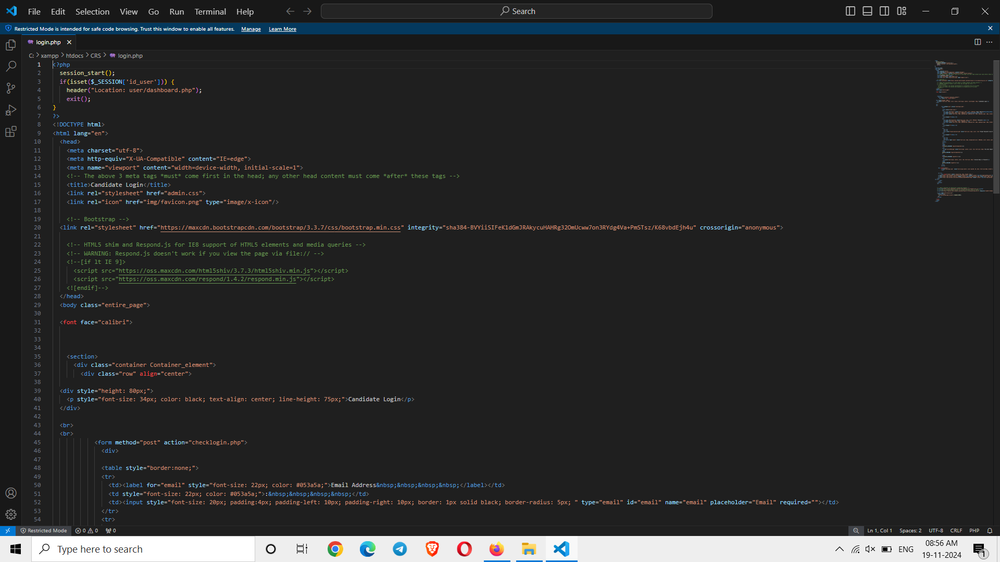 File Edit Selection View Go Run Terminal Help Search
Restricted Mode is intended for safe code browsing. Trust this window to enable all features. Manage Learn More
login.php
C: > xampp > htdocs > CRS > login.php
1 <?php
2 session_start();
3 if(isset($_SESSION['id_user'])) {
4 header("Location: user/dashboard.php");
5 exit();
6 }
7 ?>
8 <!DOCTYPE html>
9 <html lang="en">
10 <head>
11 <meta charset="utf-8">
12 <meta http-equiv="X-UA-Compatible" content="IE=edge">
13 <meta name="viewport" content="width=device-width, initial-scale=1">
14 <!-- The above 3 meta tags *must* come first in the head; any other head content must come *after* these tags -->
15 <title>Candidate Login</title>
16 <link rel="stylesheet" href="admin.css">
17 <link rel="icon" href="img/favicon.png" type="image/x-icon"/>
18
19 <!-- Bootstrap -->
20 <link rel="stylesheet" href="https://maxcdn.bootstrapcdn.com/bootstrap/3.3.7/css/bootstrap.min.css" integrity="sha384-BVYiiSIFeK1dGmJRAkycuHAHRg32OmUcww7on3RYdg4Va+PmSTsz/K68vbdEjh4u" crossorigin="anonymous">
21
22 <!-- HTML5 shim and Respond.js for IE8 support of HTML5 elements and media queries -->
23 <!-- WARNING: Respond.js doesn't work if you view the page via file:// -->
24 <!--[if lt IE 9]>
25 <script src="https://oss.maxcdn.com/html5shiv/3.7.3/html5shiv.min.js"></script>
26 <script src="https://oss.maxcdn.com/respond/1.4.2/respond.min.js"></script>
27 <![endif]-->
28 </head>
29 <body class="entire_page">
30
31 <font face="calibri">
32
33
34
35 <section>
36 <div class="container Container_element">
37 <div class="row" align="center">
38
39 <div style="height: 80px;">
40 <p style="font-size: 34px; color: black; text-align: center; line-height: 75px;">Candidate Login</p>
41 </div>
42
43 <br>
44 <br>
45 <form method="post" action="checklogin.php">
46 <div>
47
48 <table style="border:none;">
49 <tr>
50 <td><label for="email" style="font-size: 22px; color: #053a5a;">Email Address&nbsp;&nbsp;&nbsp;&nbsp;</label></td>
51 <td style="font-size: 22px; color: #053a5a;">:&nbsp;&nbsp;&nbsp;&nbsp;</td>
52 <td><input style="font-size: 20px; padding:4px; padding-left: 10px; padding-right: 10px; border: 1px solid black; border-radius: 5px; " type="email" id="email" name="email" placeholder="Email" required=""></td>
53 </tr>
54 <tr>
Restricted Mode 0 0 0 Ln 1, Col 1 Spaces: 2 UTF-8 CRLF PHP
Type here to search ENG 08:56 AM
19-11-2024 1